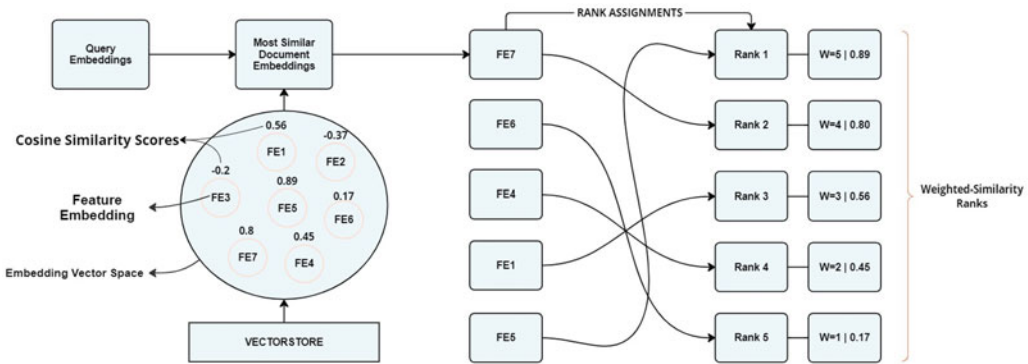 RANK ASSIGNMENTS
Query
Embeddings
Most Similar
Document
Embeddings
FE7
Rank 1
W=5 | 0.89
FE6
Rank 2
W=4 | 0.80
FE4
Rank 3
W=3 | 0.56
FE1
Rank 4
W=2 | 0.45
FE5
Rank 5
W=1 | 0.17
Weighted-Similarity
Ranks
Cosine Similarity Scores
0.56
FE1
-0.37
FE2
-0.2
FE3
0.89
FE5
0.17
FE6
0.8
FE7
0.45
FE4
Feature
Embedding
Embedding Vector Space
VECTORSTORE